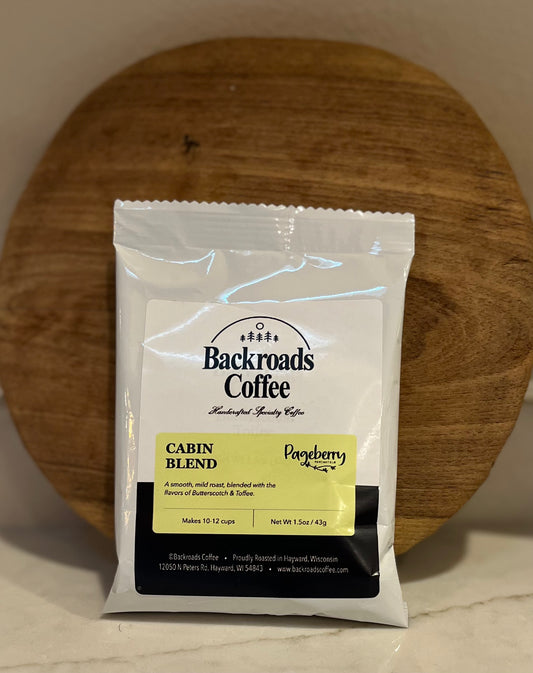 Backroads
Coffee
Handcrafted Specialty Coffee
CABIN
BLEND
Pageberry
A smooth, mild roast, blended with the
flavors of Butterscotch & Toffee.
Makes 10-12 cups
Net Wt 1.5oz / 43g
©Backroads Coffee • Proudly Roasted in Hayward, Wisconsin
12050 N Peters Rd, Hayward, WI 54843 • www.backroadscoffee.com